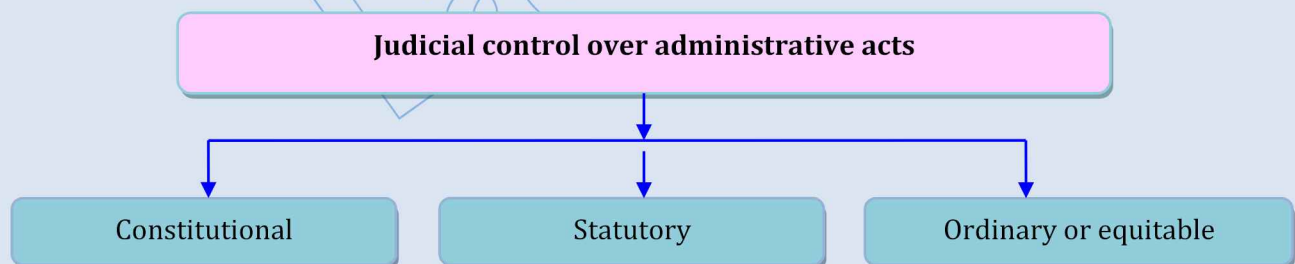 Judicial control over administrative acts
Constitutional
Statutory
Ordinary or equitable